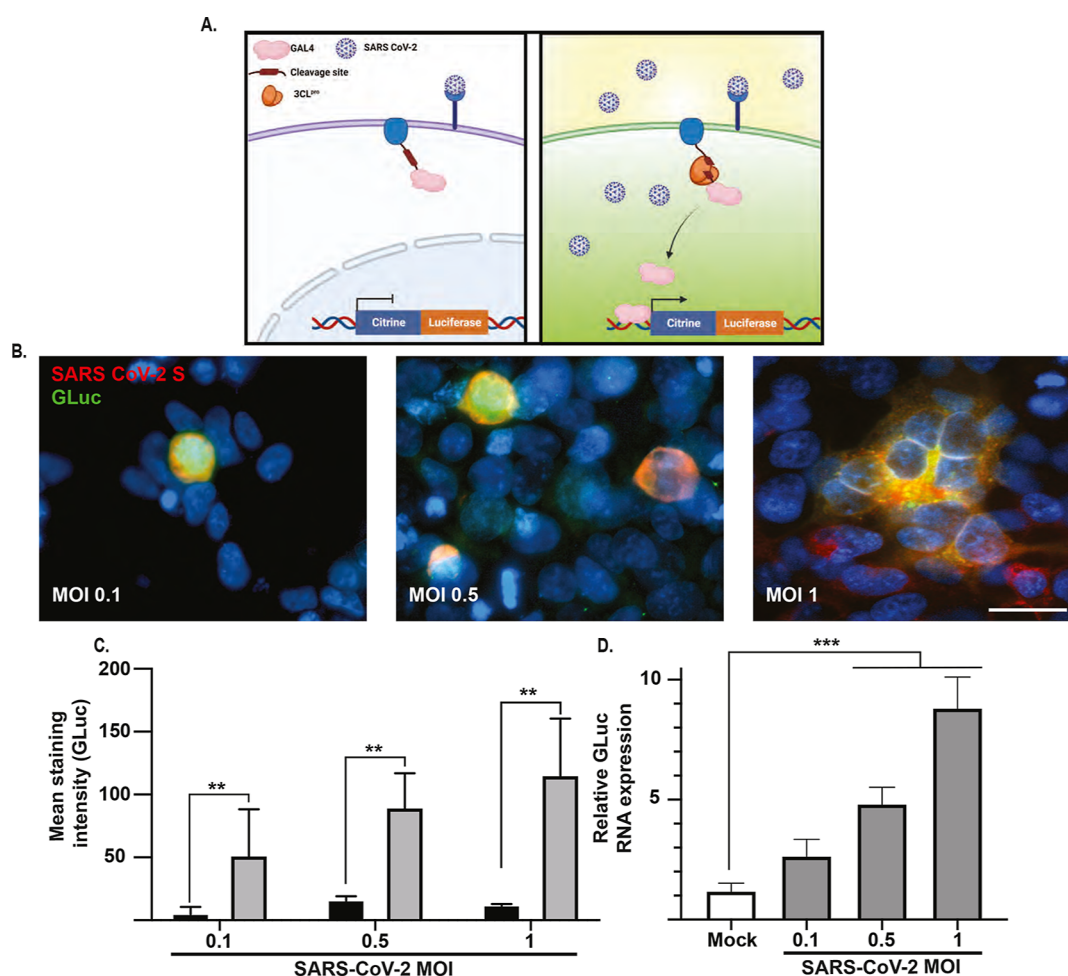 A.
GAL4
SARS CoV-2
Cleavage site
3CLpro
Citrine
Luciferase
Citrine
Luciferase
B.
SARS CoV-2 S
GLuc
MOI 0.1
MOI 0.5
MOI 1
C.
Mean staining
intensity (GLuc)
200
150
100
50
**
**
**
0.1
0.5
1
SARS-CoV-2 MOI
D.
Relative GLuc
RNA expression
10
5
***
Mock
0.1
0.5
1
SARS-CoV-2 MOI